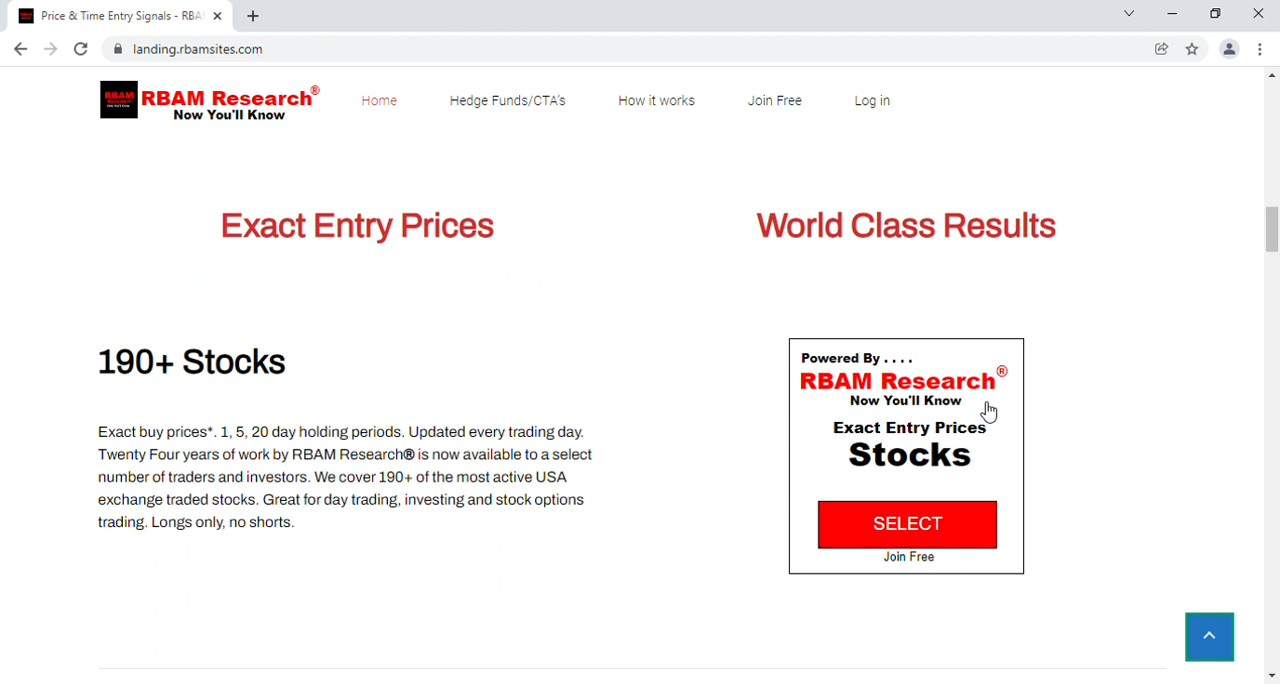 Price & Time Entry Signals - RBA
landing.rbamsites.com
RBAM Research®
Now You'll Know
Home
Hedge Funds/CTA's
How it works
Join Free
Log in
Exact Entry Prices
World Class Results
190+ Stocks
Exact buy prices*. 1, 5, 20 day holding periods. Updated every trading day.
Twenty Four years of work by RBAM Research® is now available to a select
number of traders and investors. We cover 190+ of the most active USA
exchange traded stocks. Great for day trading, investing and stock options
trading. Longs only, no shorts.
Powered By . . . .
RBAM Research®
Now You'll Know
Exact Entry Prices
Stocks
SELECT
Join Free